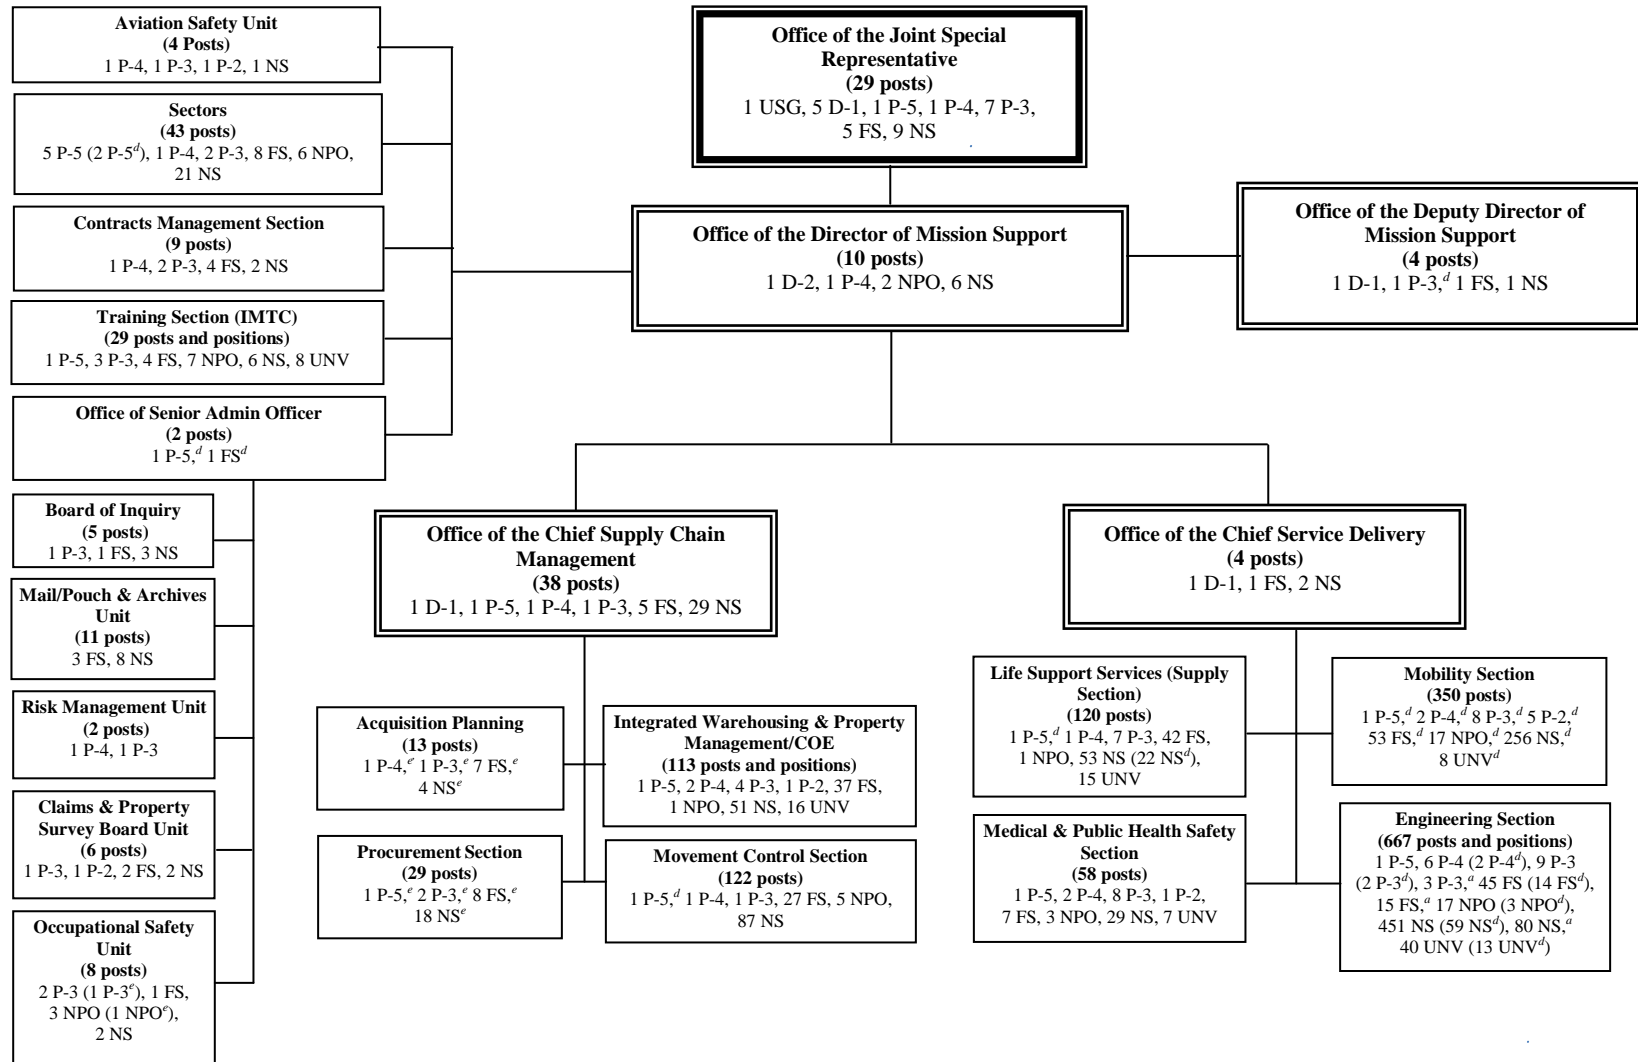 Office of the Joint Special
Representative
(29 posts)
1 USG, 5 D-1, 1 P-5, 1 P-4, 7 P-3,
5 FS, 9 NS
Office of the Director of Mission Support
(10 posts)
1 D-2, 1 P-4, 2 NPO, 6 NS
Office of the Deputy Director of
Mission Support
(4 posts)
1 D-1, 1 P-3,d 1 FS, 1 NS
Aviation Safety Unit
(4 Posts)
1 P-4, 1 P-3, 1 P-2, 1 NS
Sectors
(43 posts)
5 P-5 (2 P-5d), 1 P-4, 2 P-3, 8 FS, 6 NPO,
21 NS
Contracts Management Section
(9 posts)
1 P-4, 2 P-3, 4 FS, 2 NS
Training Section (IMTC)
(29 posts and positions)
1 P-5, 3 P-3, 4 FS, 7 NPO, 6 NS, 8 UNV
Office of Senior Admin Officer
(2 posts)
1 P-5,d 1 FSd
Board of Inquiry
(5 posts)
1 P-3, 1 FS, 3 NS
Mail/Pouch & Archives
Unit
(11 posts)
3 FS, 8 NS
Risk Management Unit
(2 posts)
1 P-4, 1 P-3
Claims & Property
Survey Board Unit
(6 posts)
1 P-3, 1 P-2, 2 FS, 2 NS
Occupational Safety
Unit
(8 posts)
2 P-3 (1 P-3e), 1 FS,
3 NPO (1 NPOe),
2 NS
Office of the Chief Supply Chain
Management
(38 posts)
1 D-1, 1 P-5, 1 P-4, 1 P-3, 5 FS, 29 NS
Acquisition Planning
(13 posts)
1 P-4,e 1 P-3,e 7 FS,e
4 NSe
Integrated Warehousing & Property
Management/COE
(113 posts and positions)
1 P-5, 2 P-4, 4 P-3, 1 P-2, 37 FS,
1 NPO, 51 NS, 16 UNV
Procurement Section
(29 posts)
1 P-5,e 2 P-3,e 8 FS,e
18 NSe
Movement Control Section
(122 posts)
1 P-5,d 1 P-4, 1 P-3, 27 FS, 5 NPO,
87 NS
Office of the Chief Service Delivery
(4 posts)
1 D-1, 1 FS, 2 NS
Life Support Services (Supply
Section)
(120 posts)
1 P-5,d 1 P-4, 7 P-3, 42 FS,
1 NPO, 53 NS (22 NSd),
15 UNV
Mobility Section
(350 posts)
1 P-5,d 2 P-4,d 8 P-3,d 5 P-2,d
53 FS,d 17 NPO,d 256 NS,d
8 UNVd
Medical & Public Health Safety
Section
(58 posts)
1 P-5, 2 P-4, 8 P-3, 1 P-2,
7 FS, 3 NPO, 29 NS, 7 UNV
Engineering Section
(667 posts and positions)
1 P-5, 6 P-4 (2 P-4d), 9 P-3
(2 P-3d), 3 P-3,a 45 FS (14 FSd),
15 FS,a 17 NPO (3 NPOd),
451 NS (59 NSd), 80 NS,a
40 UNV (13 UNVd)